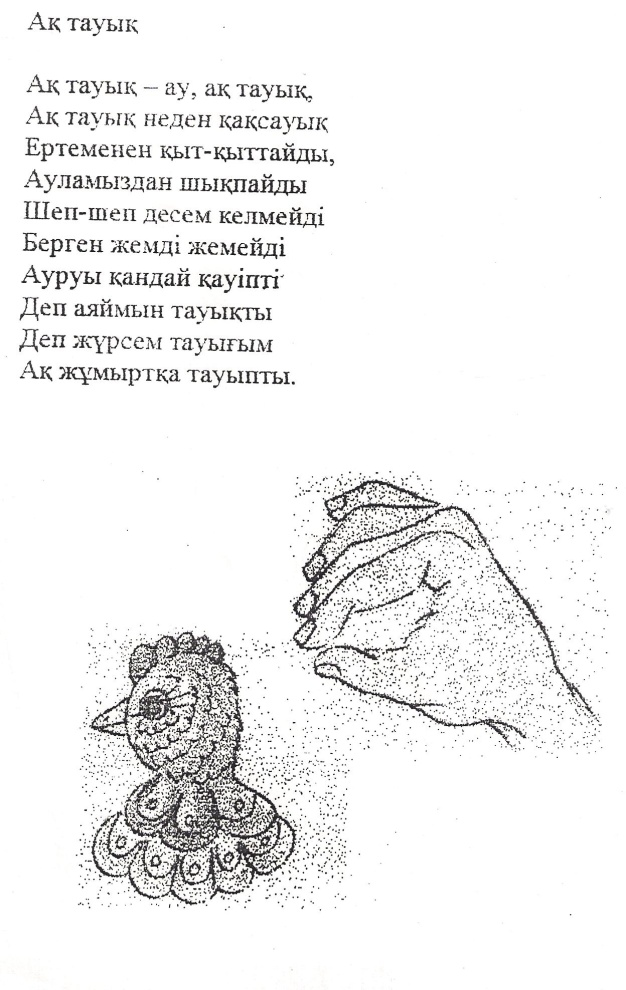 Ақ тауық
Ақ тауық – ау, ақ тауық,
Ақ тауық неден қақсауық
Ертеменен қыт-қыттайды,
Ауламыздан шықпайды
Шеп-шеп десем келмейді
Берген жемді жемейді
Ауруы қандай қауіпті
Деп аяймын тауықты
Деп жүрсем тауығым
Ақ жұмыртқа тауыпты.